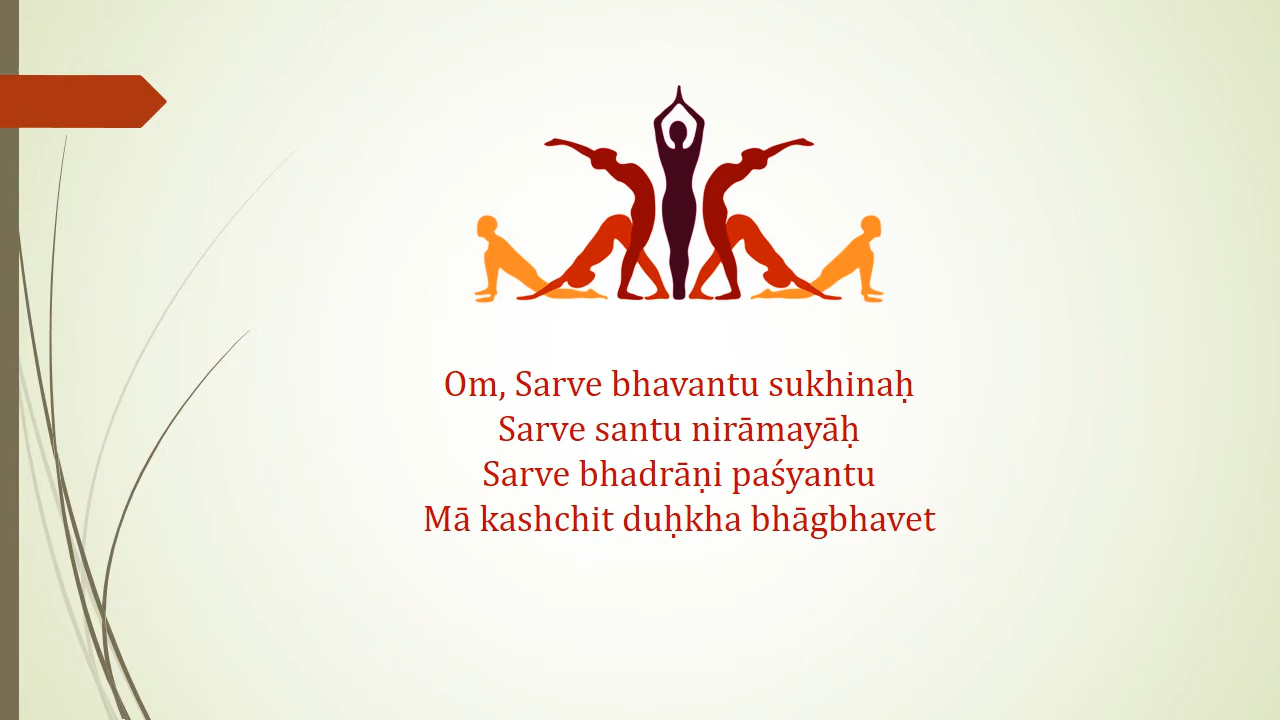 Om, Sarve bhavantu sukhinaḥ
Sarve santu nirāmayāḥ
Sarve bhadrāṇi paśyantu
Mā kashchit duḥkha bhāgbhavet